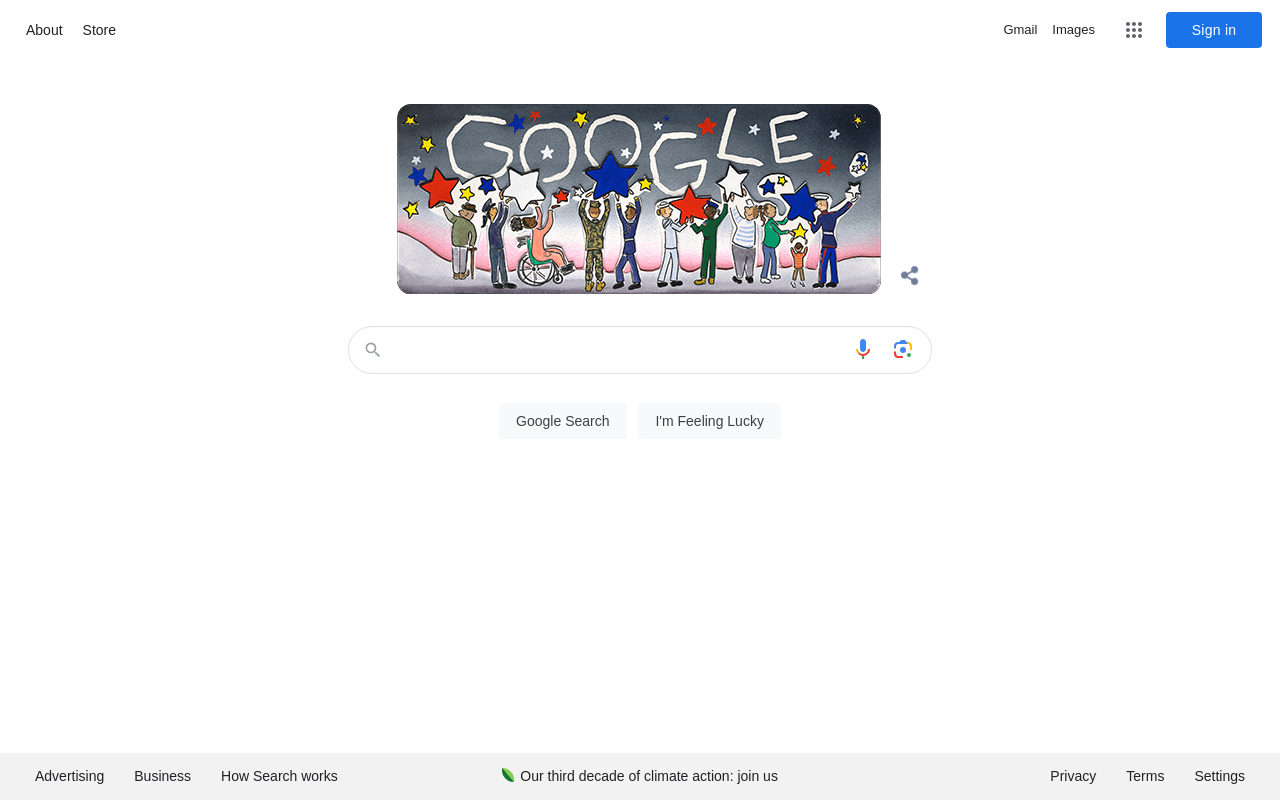 About Store Gmail Images Sign in
GOOGLE
Google Search I'm Feeling Lucky
Advertising Business How Search works Our third decade of climate action: join us Privacy Terms Settings